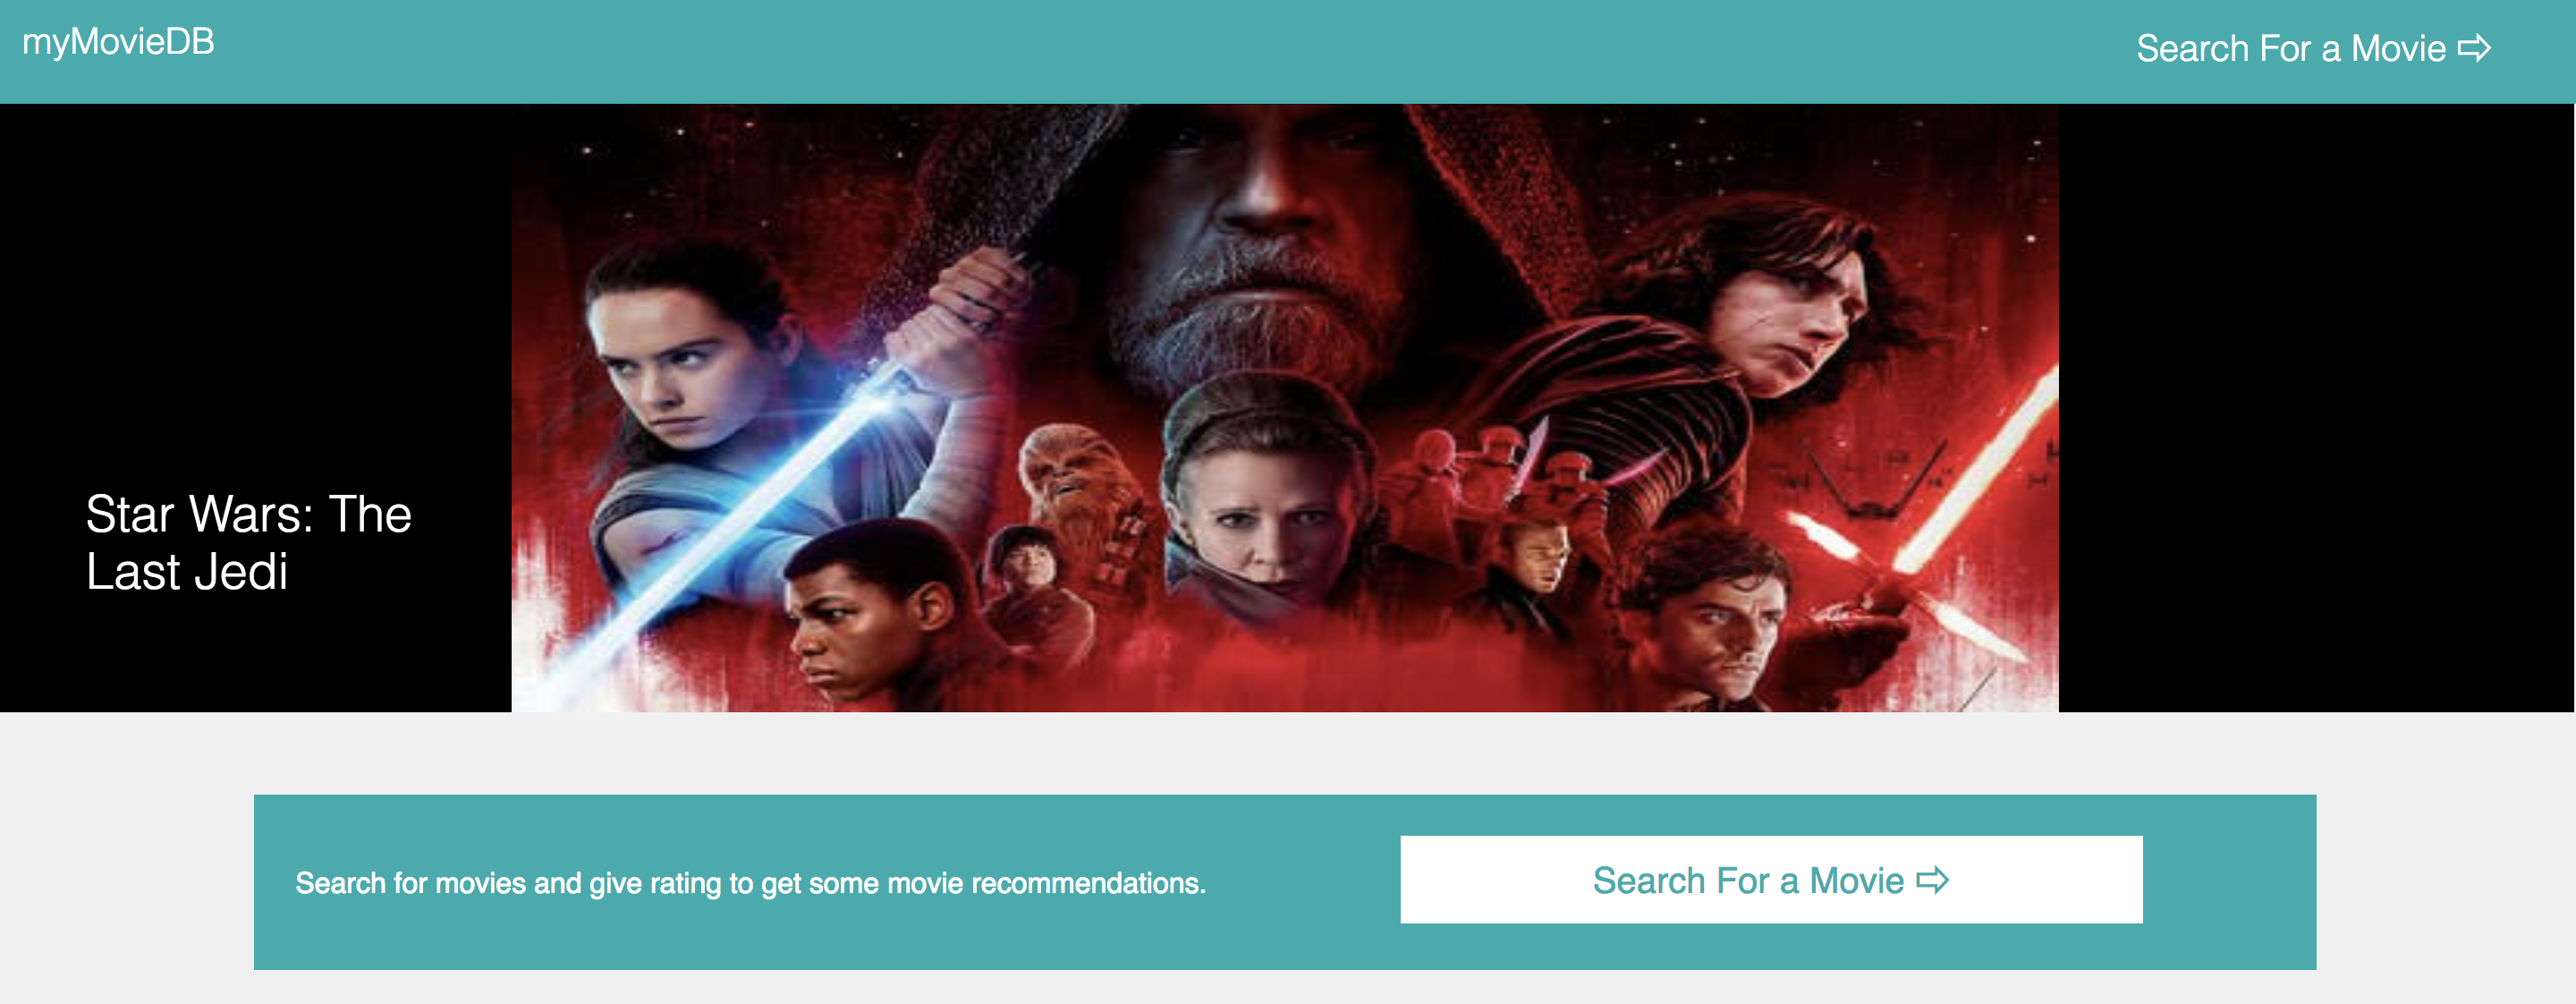 myMovieDB
Search For a Movie ⇨
Star Wars: The
Last Jedi
Search for movies and give rating to get some movie recommendations.
Search For a Movie ⇨